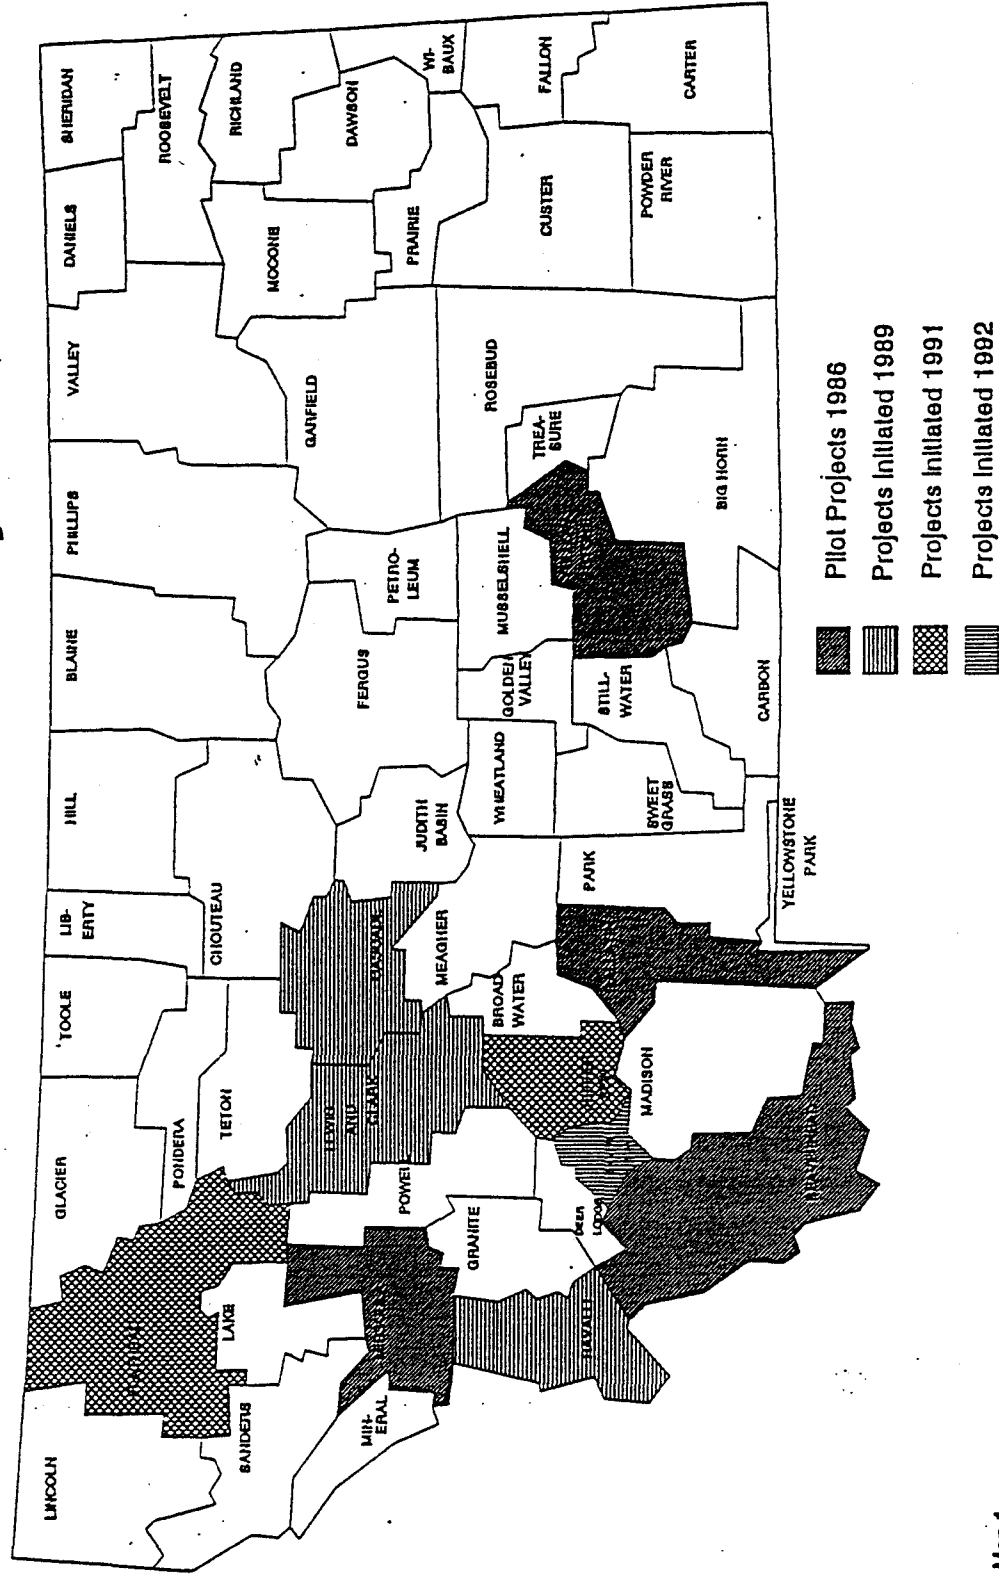 LINCOLN
GLACIER
TOOLE
LIB-
ERTY
HILL
BLAINE
PHILLIPS
VALLEY
DANIELS
SHERIDAN
ROOSEVELT
PONDERA
TETON
CHOUTEAU
SANDERS
LAKE
LEWIS
AND
CLARK
CASCADE
FERGUS
PETRO-
LEUM
GARFIELD
MCCONE
RICHLAND
DAWSON
WI-
BAUX
PRAIRIE
MIN-
ERAL
POWELL
GRANITE
MEAGHER
JUDITH
BASIN
BROAD
WATER
WHEATLAND
GOLDEN
VALLEY
MUSSELSHELL
ROSEBUD
TREA-
SURE
CUSTER
FALLON
CARTER
POWDER
RIVER
BIG HORN
RAVALLI
DEER
LODGE
MADISON
PARK
SWEET
GRASS
STILL-
WATER
CARBON
YELLOWSTONE
PARK
Pilot Projects 1986
Projects Initiated 1989
Projects Initiated 1991
Projects Initiated 1992